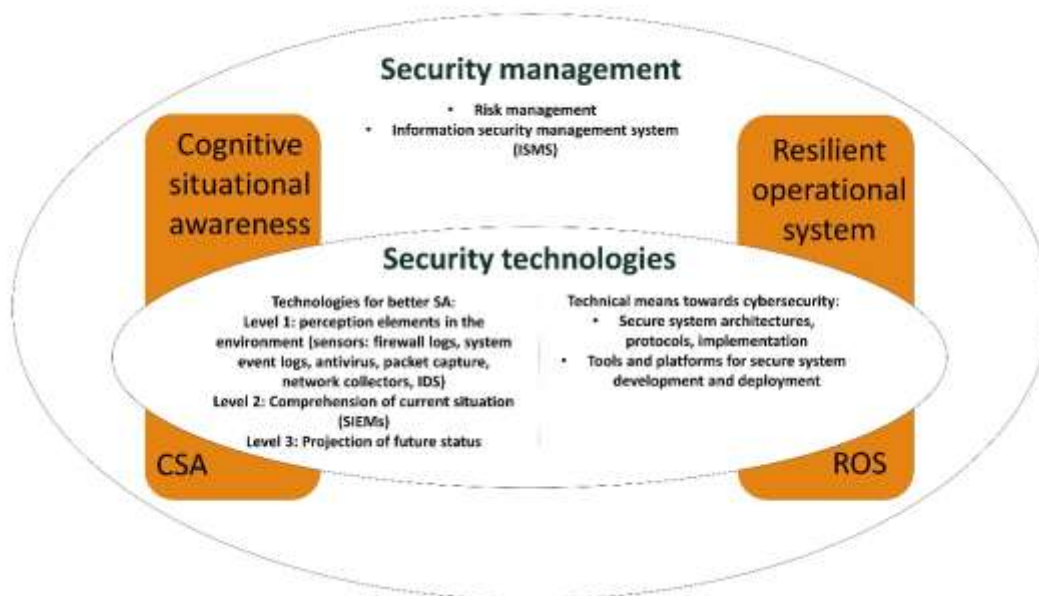 Security management
• Risk management
• Information security management system
(ISMS)
Cognitive
situational
awareness
Resilient
operational
system
Security technologies
Technologies for better SA:
Level 1: perception elements in the
environment (sensors: firewall logs, system
event logs, antivirus, packet capture,
network collectors, IDS)
Level 2: Comprehension of current situation
(SIEMs)
Level 3: Projection of future status
Technical means towards cybersecurity:
• Secure system architectures,
protocols, implementation
• Tools and platforms for secure system
development and deployment
CSA
ROS